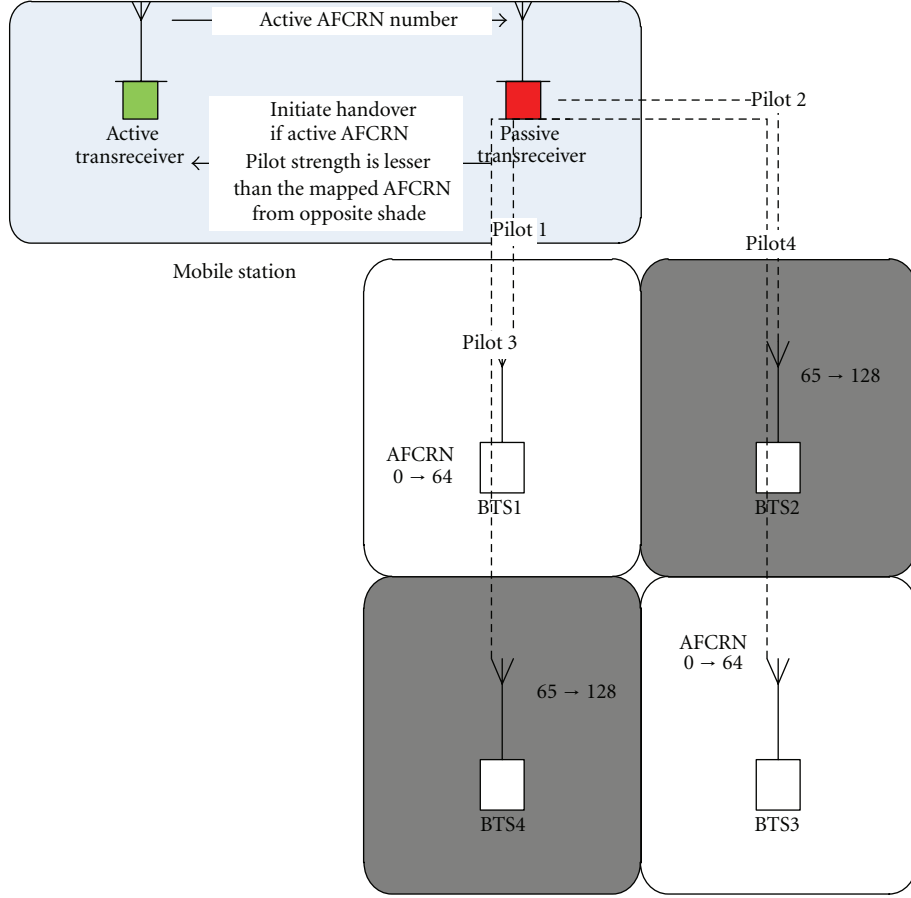 Active AFCRN number
Active
transreceiver
Initiate handover
if active AFCRN
Pilot strength is lesser
than the mapped AFCRN
from opposite shade
Passive
transreceiver
Pilot 2
Pilot 1
Pilot4
Mobile station
Pilot 3
65 → 128
AFCRN
0 → 64
BTS1
BTS2
AFCRN
0 → 64
65 → 128
BTS4
BTS3